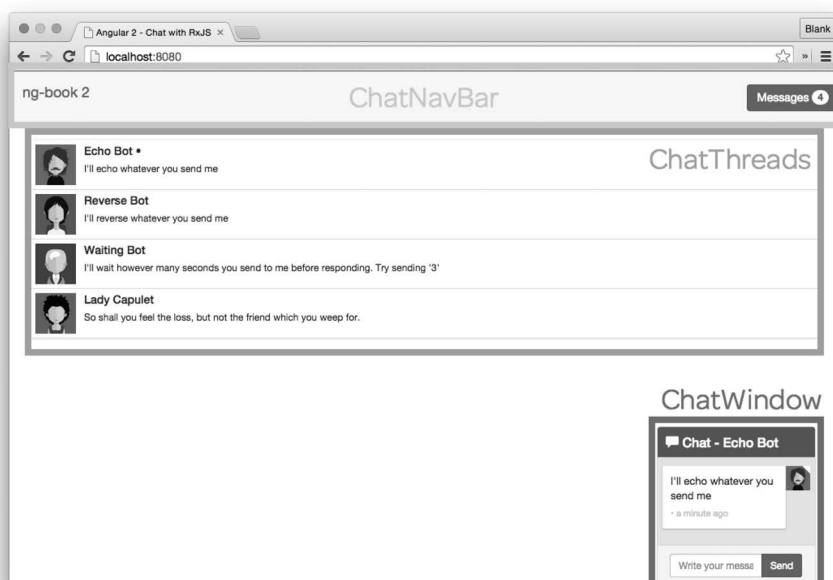 Angular 2 - Chat with RxJS ×
Blank
localhost:8080
»
ng-book 2
ChatNavBar
Messages 4
ChatThreads
Echo Bot •
I'll echo whatever you send me
Reverse Bot
I'll reverse whatever you send me
Waiting Bot
I'll wait however many seconds you send to me before responding. Try sending '3'
Lady Capulet
So shall you feel the loss, but not the friend which you weep for.
ChatWindow
Chat - Echo Bot
I'll echo whatever you
send me
• a minute ago
Write your messa
Send